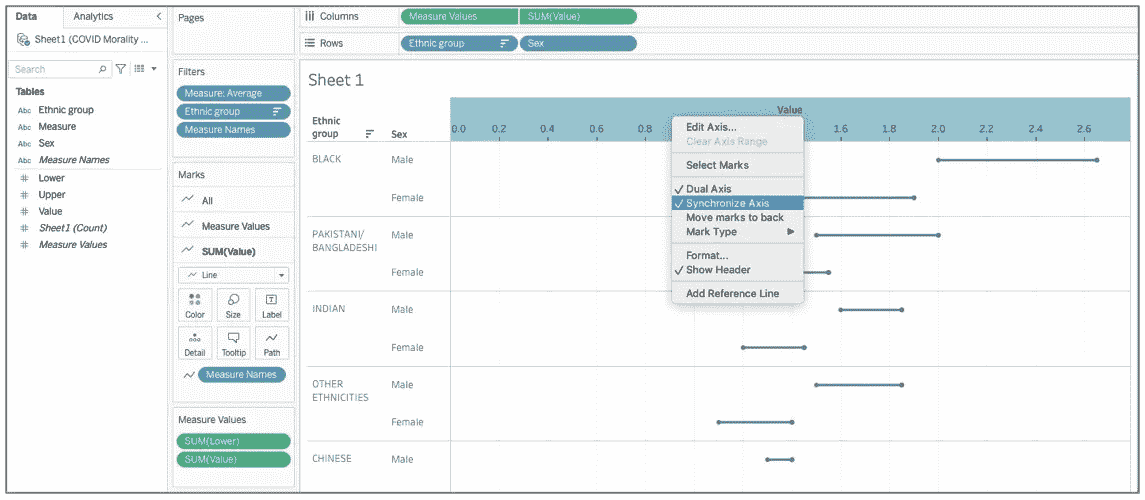 Data
Analytics
Pages
Columns
Measure Values
SUM(Value)
Sheet1 (COVID Morality ...
Rows
Ethnic group
Sex
Search
Filters
Measure: Average
Ethnic group
Measure Names
Tables
Abc Ethnic group
Abc Measure
Abc Sex
Abc Measure Names
# Lower
# Upper
# Value
# Sheet1 (Count)
# Measure Values
Marks
All
Measure Values
SUM(Value)
Line
Color
Size
Label
Detail
Tooltip
Path
Measure Names
Measure Values
SUM(Lower)
SUM(Value)
Sheet 1
Value
Ethnic
group
Sex
0.0 0.2 0.4 0.6 0.8 1.6 1.8 2.0 2.2 2.4 2.6
BLACK
Male
Female
PAKISTANI/
BANGLADESHI
Male
Female
INDIAN
Male
Female
OTHER
ETHNICITIES
Male
Female
CHINESE
Male
Edit Axis...
Clear Axis Range
Select Marks
✓ Dual Axis
✓ Synchronize Axis
Move marks to back
Mark Type
Format...
✓ Show Header
Add Reference Line